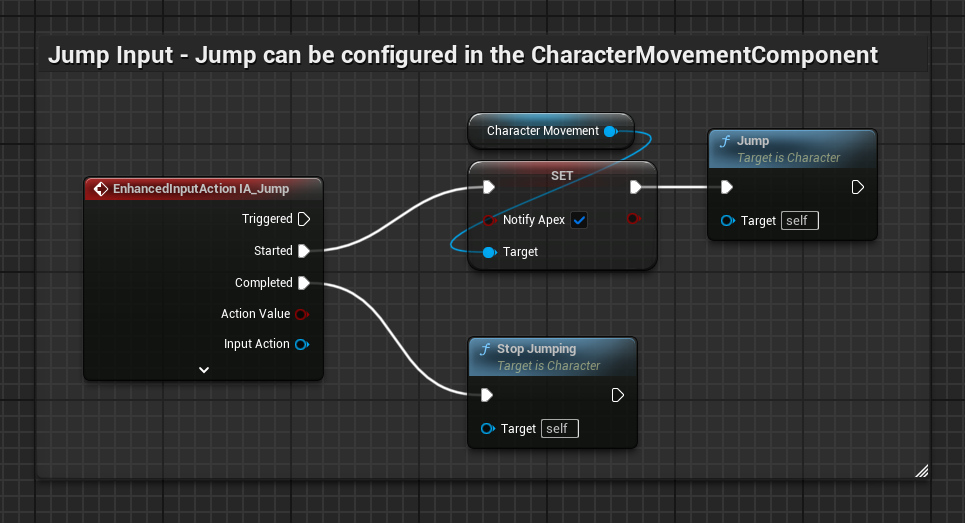 Jump Input - Jump can be configured in the CharacterMovementComponent
Character Movement
Jump
Target is Character
Target self
SET
Notify Apex
Target
EnhancedInputAction IA_Jump
Triggered
Started
Completed
Action Value
Input Action
Stop Jumping
Target is Character
Target self